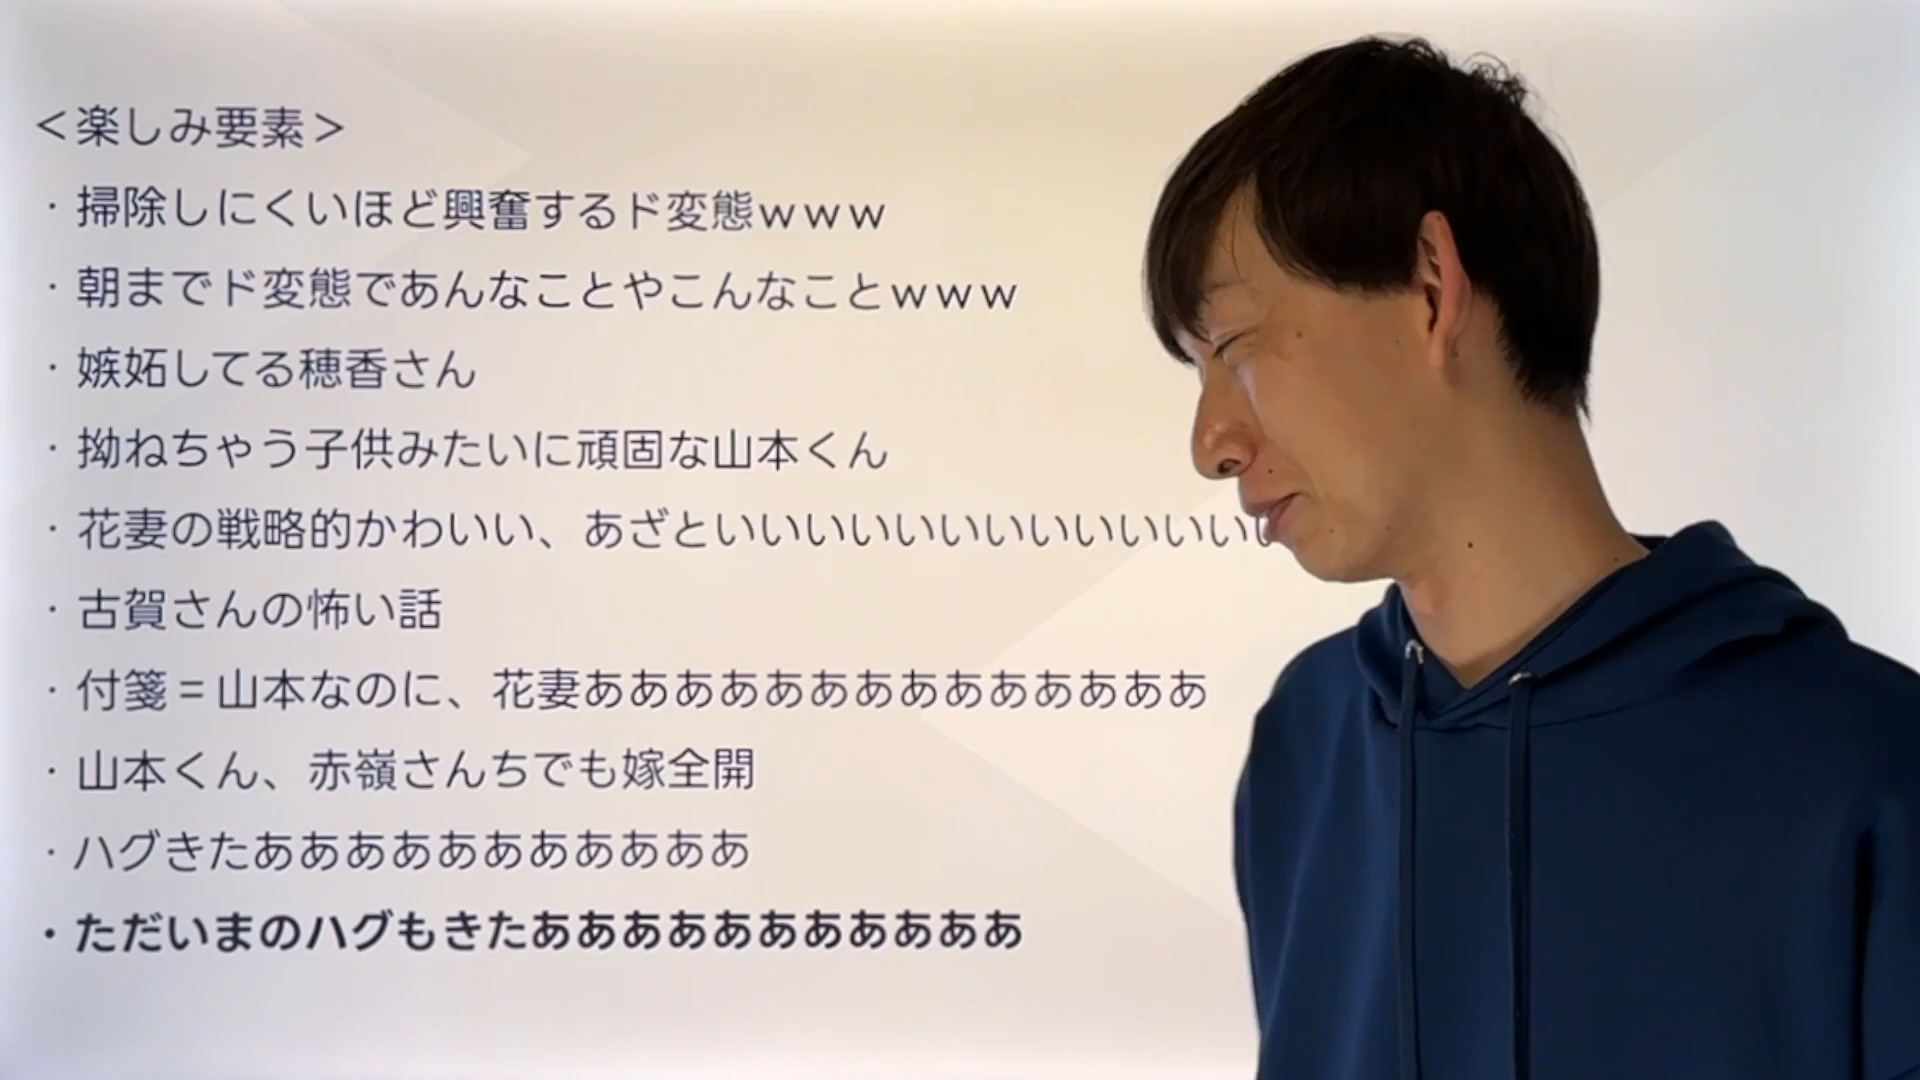 ＜楽しみ要素＞
・掃除しにくいほど興奮するド変態ｗｗｗ
・朝までド変態であんなことやこんなことｗｗｗ
・嫉妬してる穂香さん
・拗ねちゃう子供みたいに頑固な山本くん
・花妻の戦略的かわいい、あざといいいいいいいいいいいい
・古賀さんの怖い話
・付箋＝山本なのに、花妻ああああああああああああああ
・山本くん、赤嶺さんちでも嫁全開
・ハグきたあああああああああああ
・ただいまのハグもきたあああああああああああ